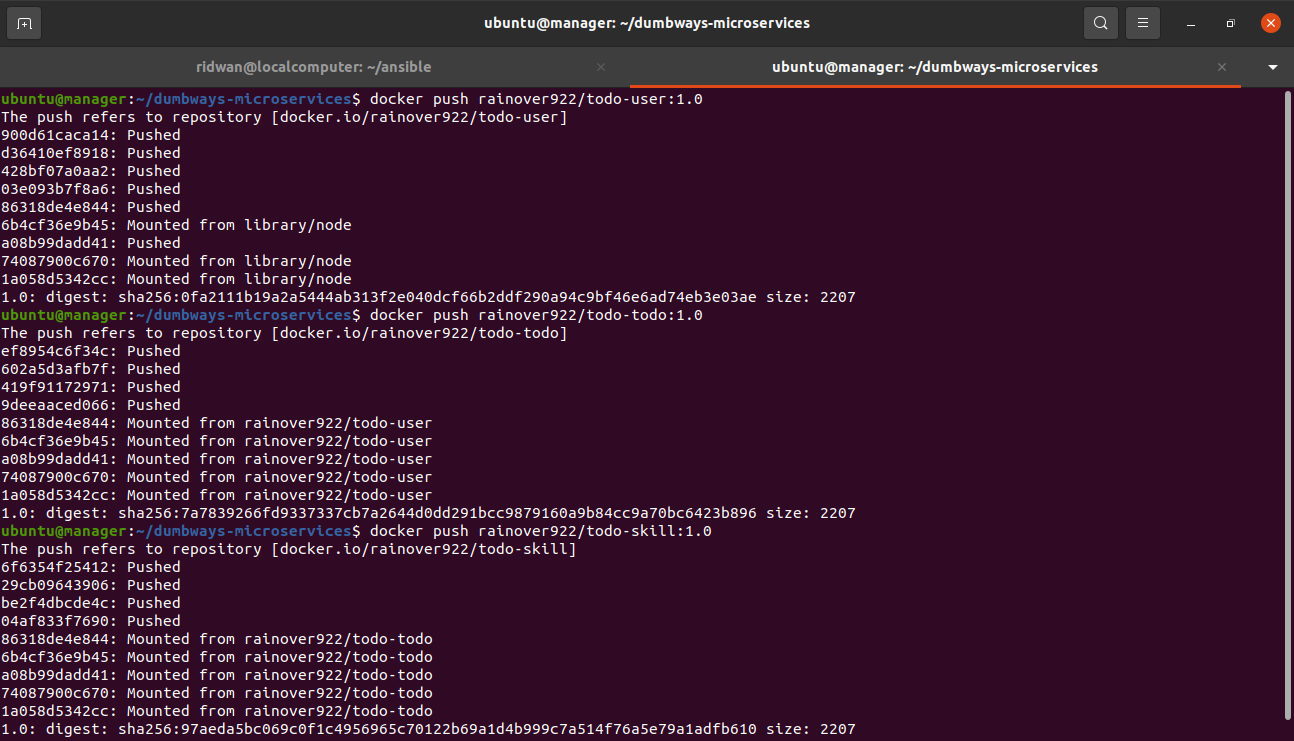 ubuntu@manager: ~/dumbways-microservices
ridwan@localcomputer: ~/ansible
ubuntu@manager: ~/dumbways-microservices
ubuntu@manager:~/dumbways-microservices$ docker push rainover922/todo-user:1.0
The push refers to repository [docker.io/rainover922/todo-user]
900d61caca14: Pushed
d36410ef8918: Pushed
428bf07a0aa2: Pushed
03e093b7f8a6: Pushed
86318de4e844: Pushed
6b4cf36e9b45: Mounted from library/node
a08b99dadd41: Pushed
74087900c670: Mounted from library/node
1a058d5342cc: Mounted from library/node
1.0: digest: sha256:0fa2111b19a2a5444ab313f2e040dcf66b2ddf290a94c9bf46e6ad74eb3e03ae size: 2207
ubuntu@manager:~/dumbways-microservices$ docker push rainover922/todo-todo:1.0
The push refers to repository [docker.io/rainover922/todo-todo]
ef8954c6f34c: Pushed
602a5d3afb7f: Pushed
419f91172971: Pushed
9deeaaced066: Pushed
86318de4e844: Mounted from rainover922/todo-user
6b4cf36e9b45: Mounted from rainover922/todo-user
a08b99dadd41: Mounted from rainover922/todo-user
74087900c670: Mounted from rainover922/todo-user
1a058d5342cc: Mounted from rainover922/todo-user
1.0: digest: sha256:7a7839266fd9337337cb7a2644d0dd291bcc9879160a9b84cc9a70bc6423b896 size: 2207
ubuntu@manager:~/dumbways-microservices$ docker push rainover922/todo-skill:1.0
The push refers to repository [docker.io/rainover922/todo-skill]
6f6354f25412: Pushed
29cb09643906: Pushed
be2f4dbcde4c: Pushed
04af833f7690: Pushed
86318de4e844: Mounted from rainover922/todo-todo
6b4cf36e9b45: Mounted from rainover922/todo-todo
a08b99dadd41: Mounted from rainover922/todo-todo
74087900c670: Mounted from rainover922/todo-todo
1a058d5342cc: Mounted from rainover922/todo-todo
1.0: digest: sha256:97aeda5bc069c0f1c4956965c70122b69a1d4b999c7a514f76a5e79a1adfb610 size: 2207